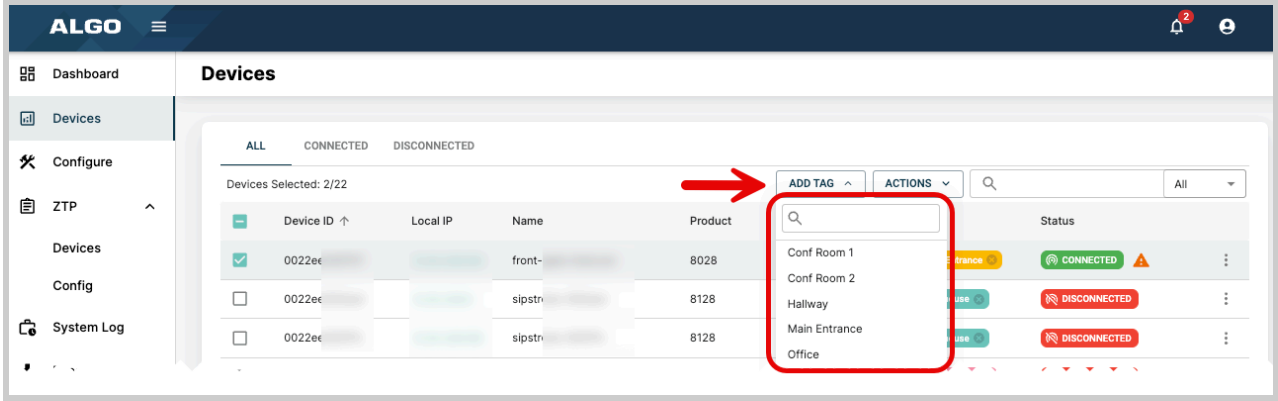 ALGO
2
Dashboard
Devices
Configure
ZTP
Devices
Config
System Log
Devices
ALL CONNECTED DISCONNECTED
Devices Selected: 2/22
ADD TAG
ACTIONS
All
Device ID ↑ Local IP Name Product Status
Conf Room 1
Conf Room 2
Hallway
Main Entrance
Office
0022ee front- 8028 CONNECTED
0022ee sipstr 8128 DISCONNECTED
0022ee sipstr 8128 DISCONNECTED